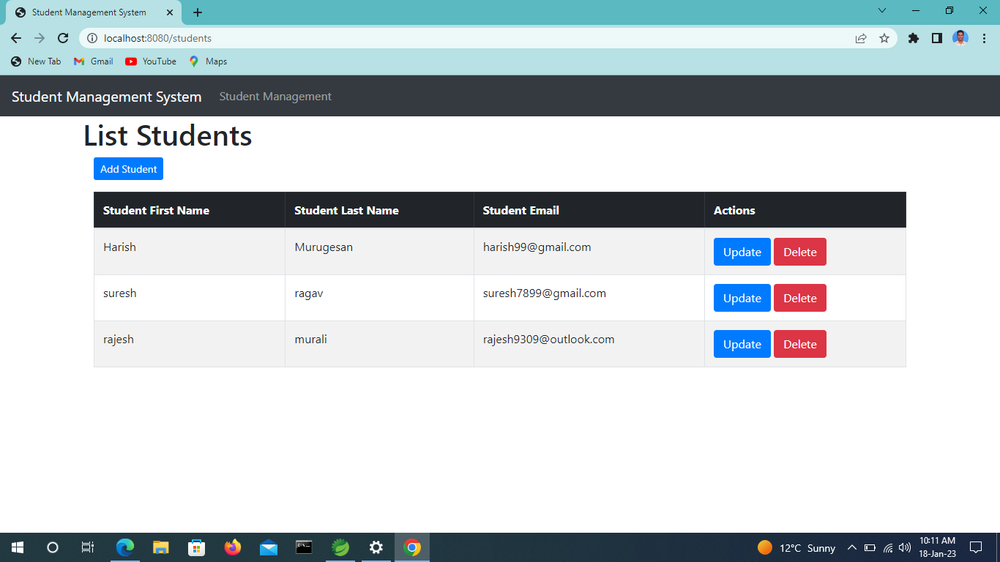 Student Management System
localhost:8080/students
New Tab Gmail YouTube Maps
Student Management System Student Management
List Students
Add Student
Student First Name Student Last Name Student Email Actions
Harish Murugesan harish99@gmail.com Update Delete
suresh ragav suresh7899@gmail.com Update Delete
rajesh murali rajesh9309@outlook.com Update Delete
12°C Sunny
10:11 AM
18-Jan-23